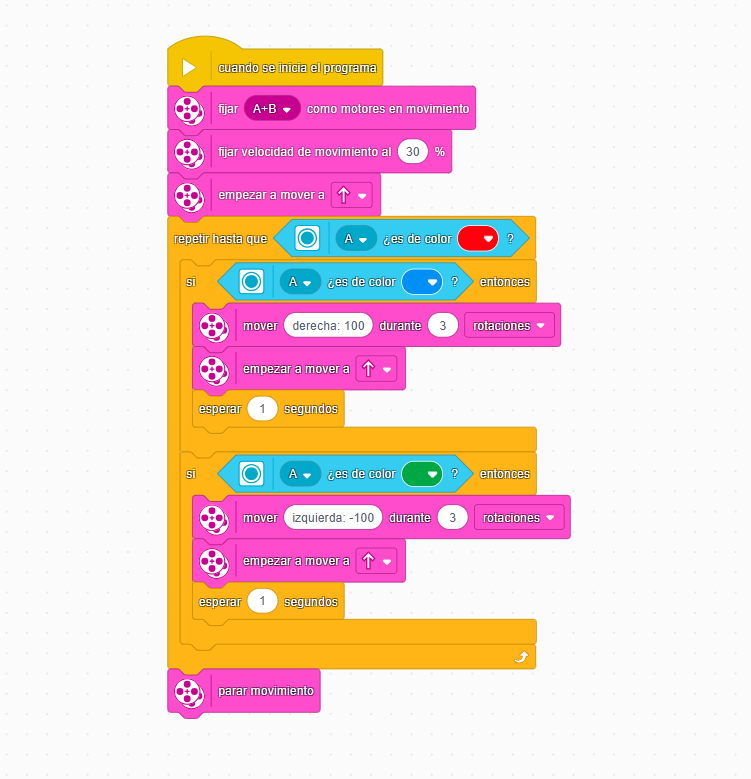 cuando se inicia el programa
fijar A+B como motores en movimiento
fijar velocidad de movimiento al 30 %
empezar a mover a
repetir hasta que A ¿es de color ?
si A ¿es de color ? entonces
mover derecha: 100 durante 3 rotaciones
empezar a mover a
esperar 1 segundos
si A ¿es de color ? entonces
mover izquierda: -100 durante 3 rotaciones
empezar a mover a
esperar 1 segundos
parar movimiento